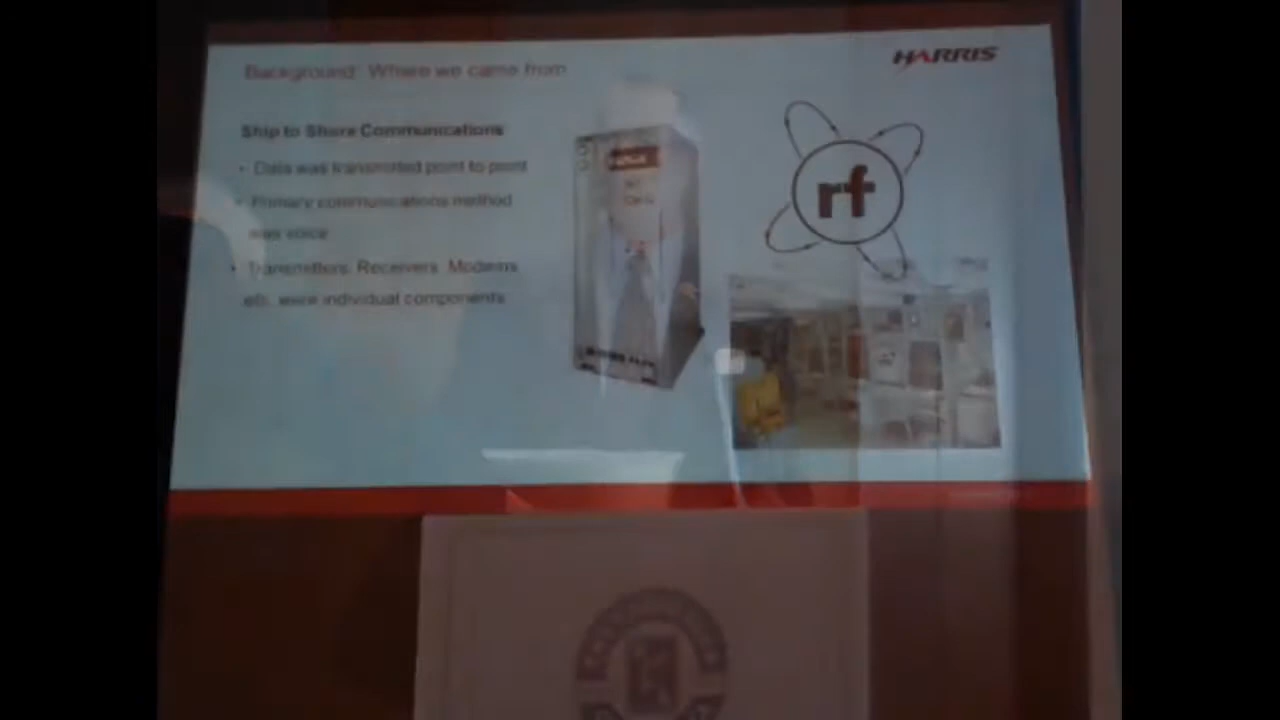 HARRIS
Background: Where we came from
Ship to Shore Communications
• Data was transmitted point to point
• Primary communications method
was voice
• Transmitters, Receivers, Modems
etc. were individual components
rf